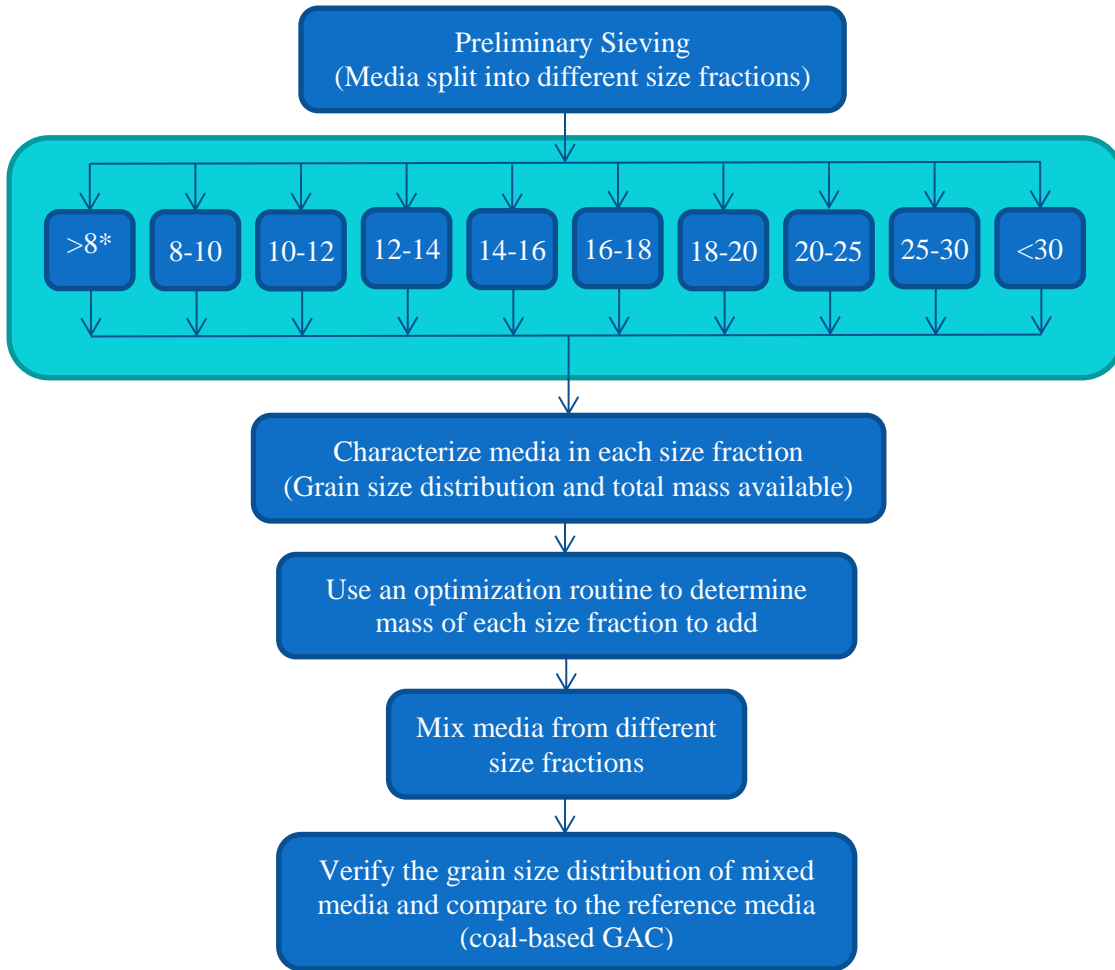 Preliminary Sieving
(Media split into different size fractions)
>8*
8-10
10-12
12-14
14-16
16-18
18-20
20-25
25-30
<30
Characterize media in each size fraction
(Grain size distribution and total mass available)
Use an optimization routine to determine
mass of each size fraction to add
Mix media from different
size fractions
Verify the grain size distribution of mixed
media and compare to the reference media
(coal-based GAC)